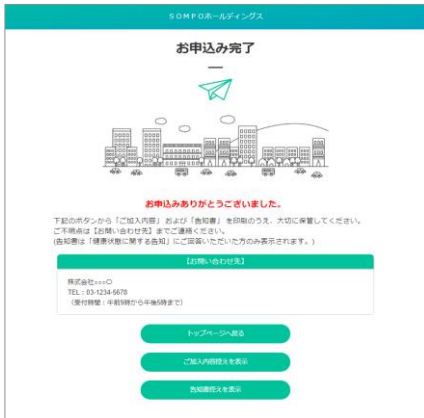 SOMPOホールディングス
お申込み完了
お申込みありがとうございました。
下記のボタンから「ご加入内容」および「告知書」を印刷のうえ、大切に保管してください。
ご不明点は【お問い合わせ先】までご連絡ください。
(告知書は「健康状態に関する告知」にご回答いただいた方のみ表示されます。)
【お問い合わせ先】
株式会社○○○○
TEL：03-1234-5678
（受付時間：午前9時から午後5時まで）
トップページへ戻る
ご加入内容控えを表示
告知書控えを表示